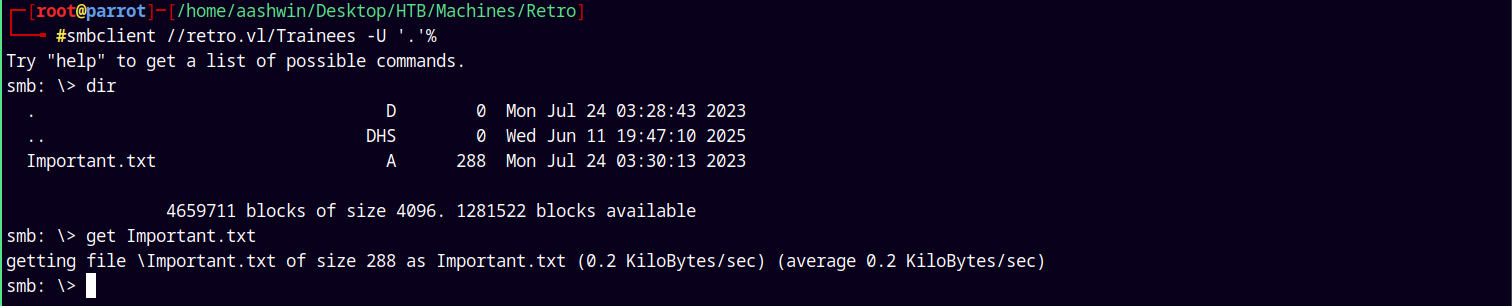 [root@parrot]─[/home/aashwin/Desktop/HTB/Machines/Retro]
#smbclient //retro.vl/Trainees -U '.'%
Try "help" to get a list of possible commands.
smb: \> dir
. D 0 Mon Jul 24 03:28:43 2023
.. DHS 0 Wed Jun 11 19:47:10 2025
Important.txt A 288 Mon Jul 24 03:30:13 2023
4659711 blocks of size 4096. 1281522 blocks available
smb: \> get Important.txt
getting file \Important.txt of size 288 as Important.txt (0.2 KiloBytes/sec) (average 0.2 KiloBytes/sec)
smb: \>